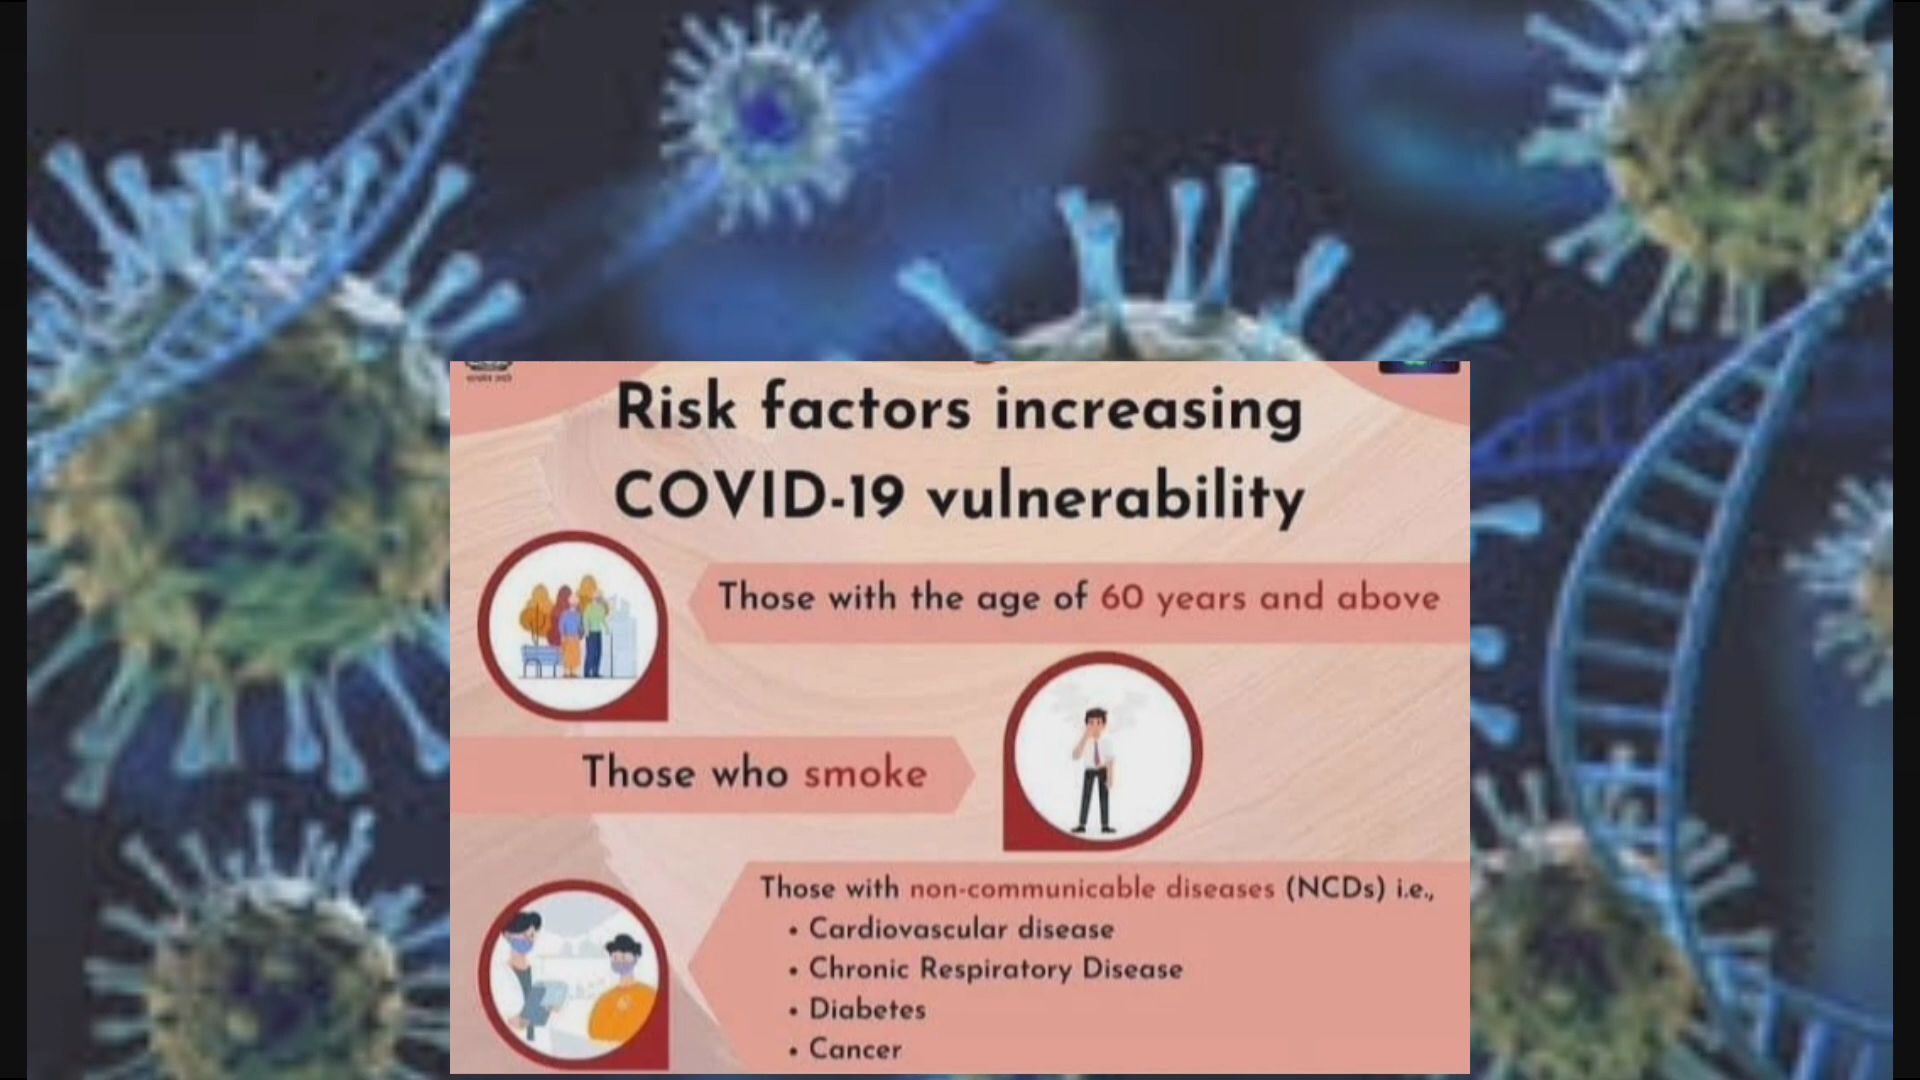 Risk factors increasing
COVID-19 vulnerability
Those with the age of 60 years and above
Those who smoke
Those with non-communicable diseases (NCDs) i.e.,
• Cardiovascular disease
• Chronic Respiratory Disease
• Diabetes
• Cancer